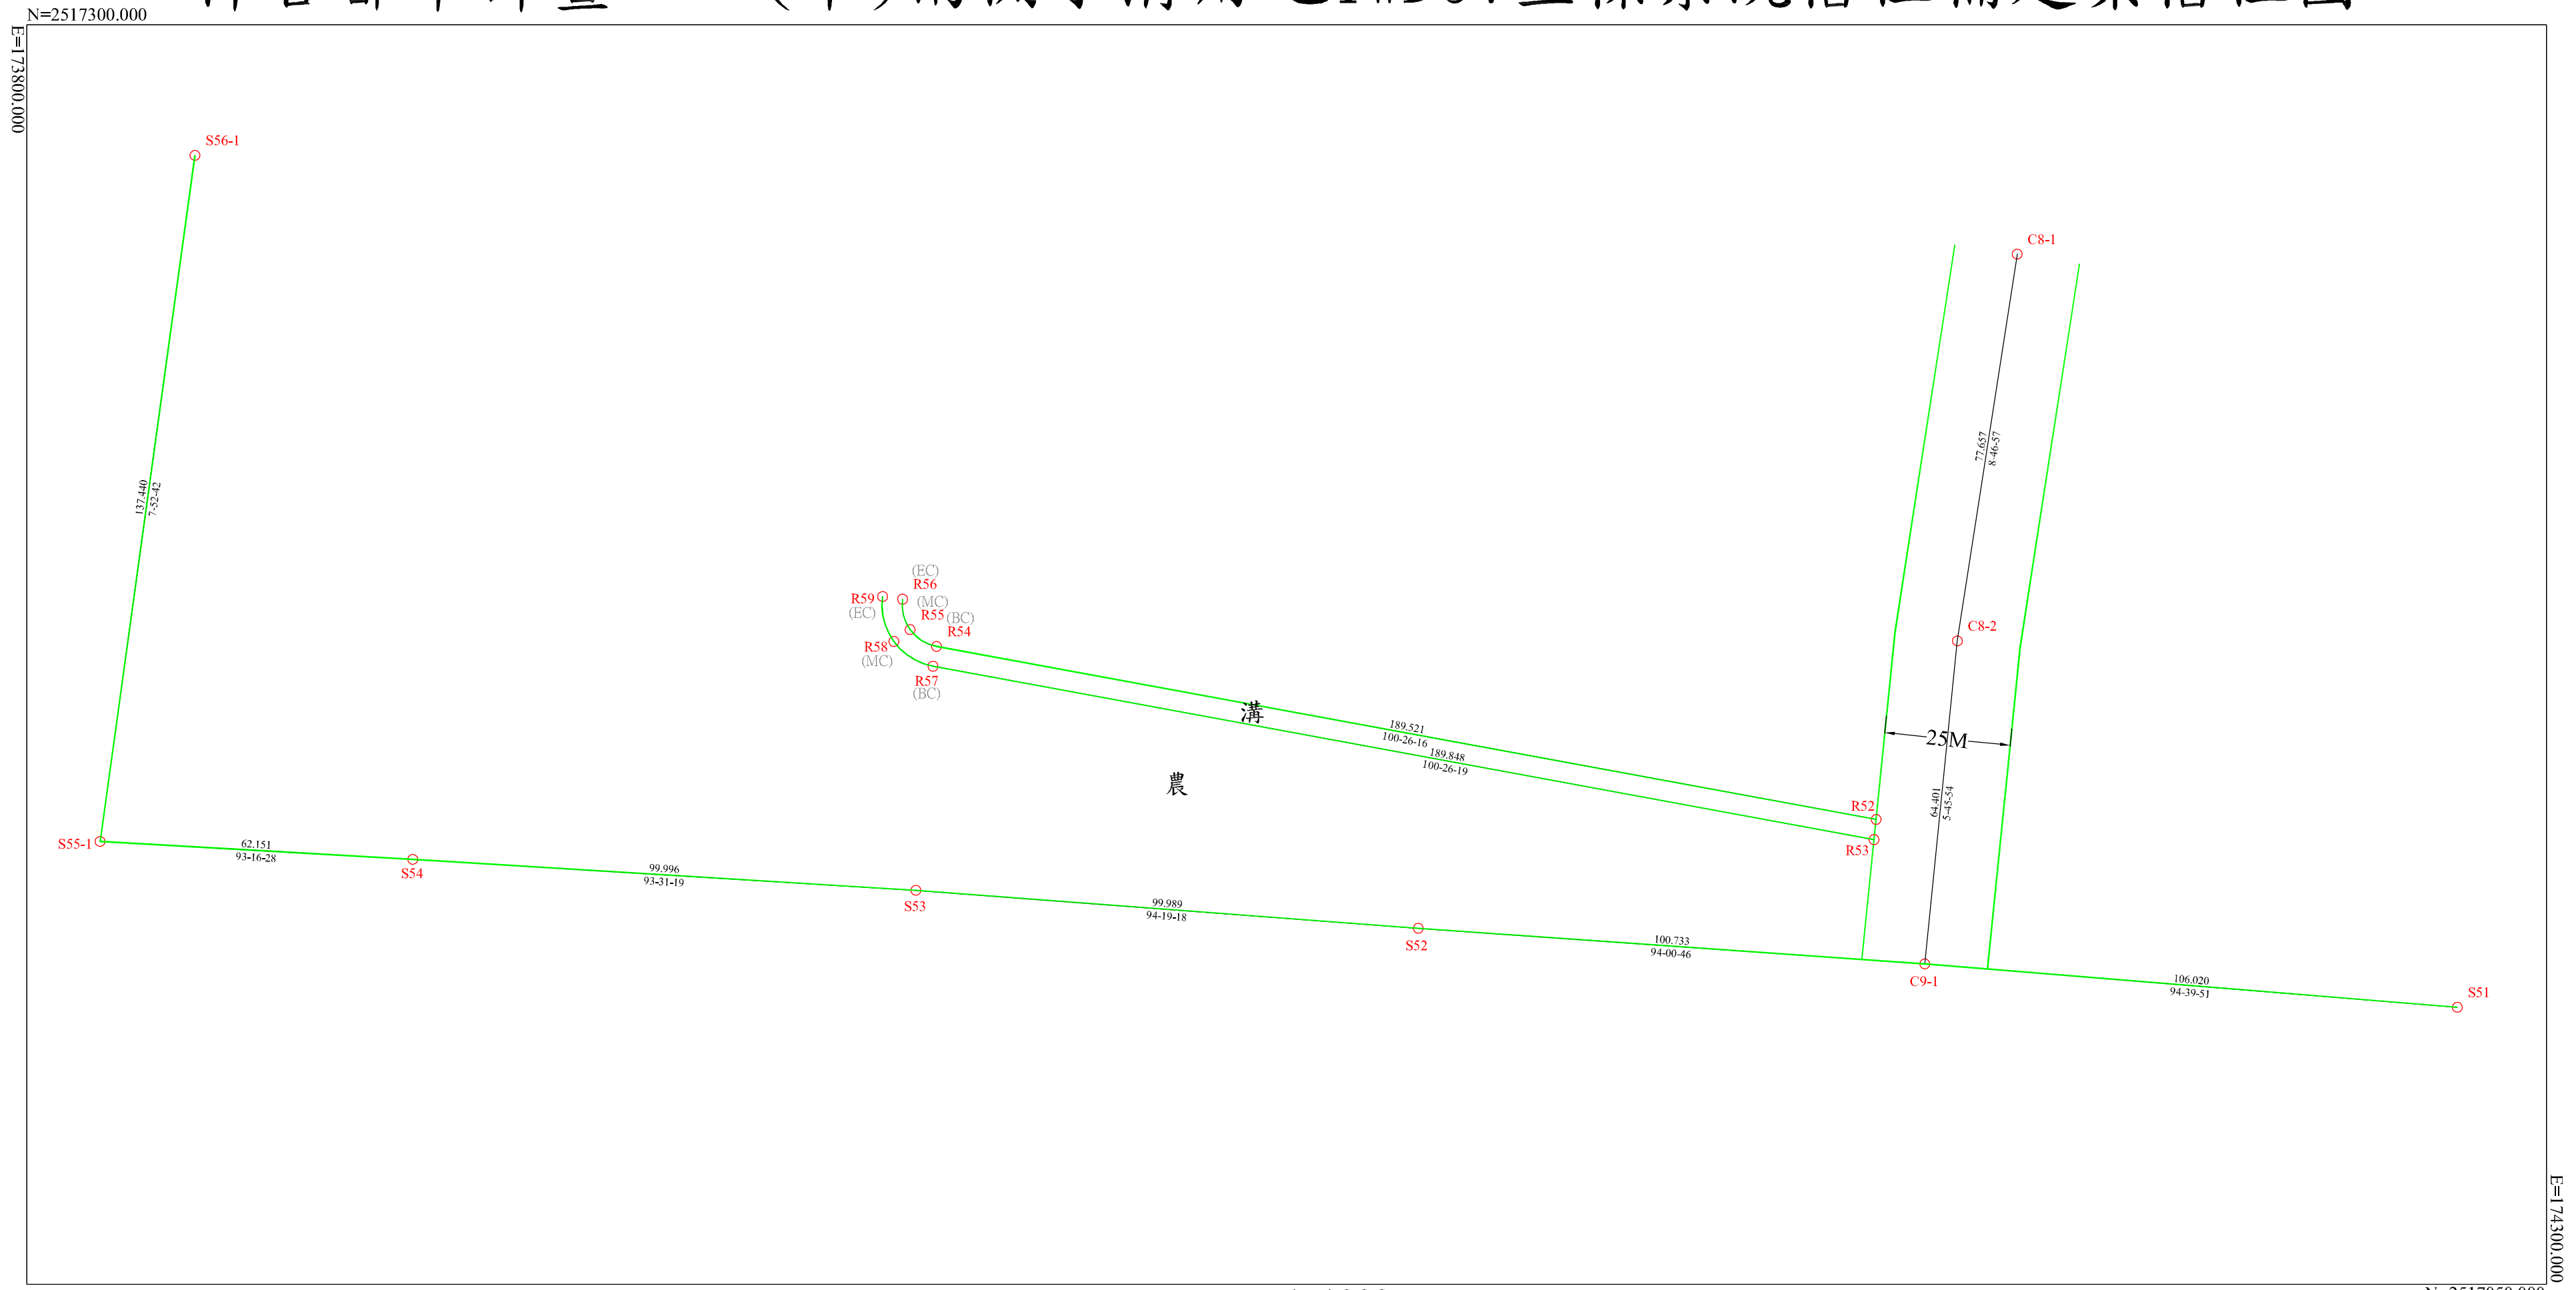 N=2517300.000
E=173800.000
S56-1
C8-1
77.657
8-46-57
137.440
7-52-42
(EC)
R56
R59
(EC)
(MC)
R55
(BC)
R54
R58
(MC)
R57
(BC)
C8-2
溝
189.521
100-26-16
189.848
100-26-19
25M
農
64.401
5-45-54
R52
R53
S55-1
62.151
93-16-28
S54
99.996
93-31-19
S53
99.989
94-19-18
S52
100.733
94-00-46
C9-1
106.020
94-39-51
S51
E=174300.000